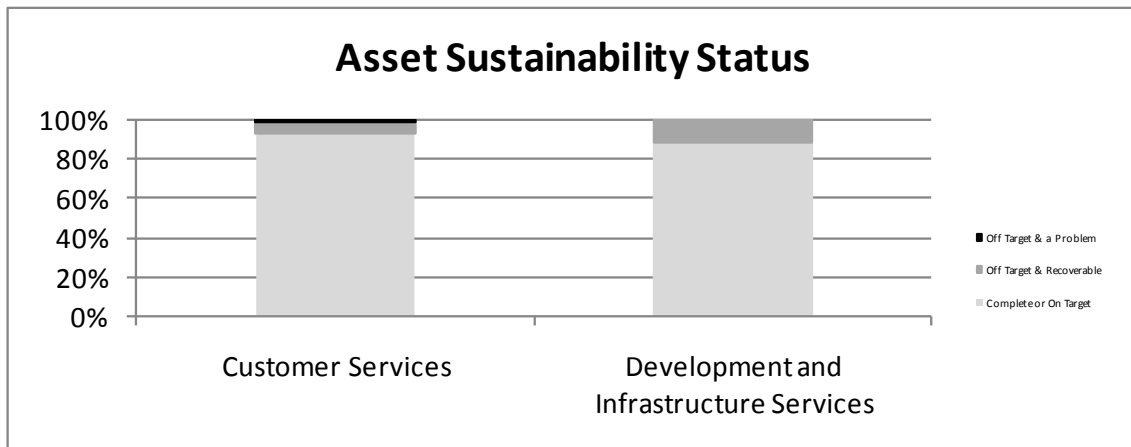 Asset Sustainability Status
100%
80%
60%
40%
20%
0%
Customer Services
Development and
Infrastructure Services
Off Target & a Problem
Off Target & Recoverable
Complete or On Target